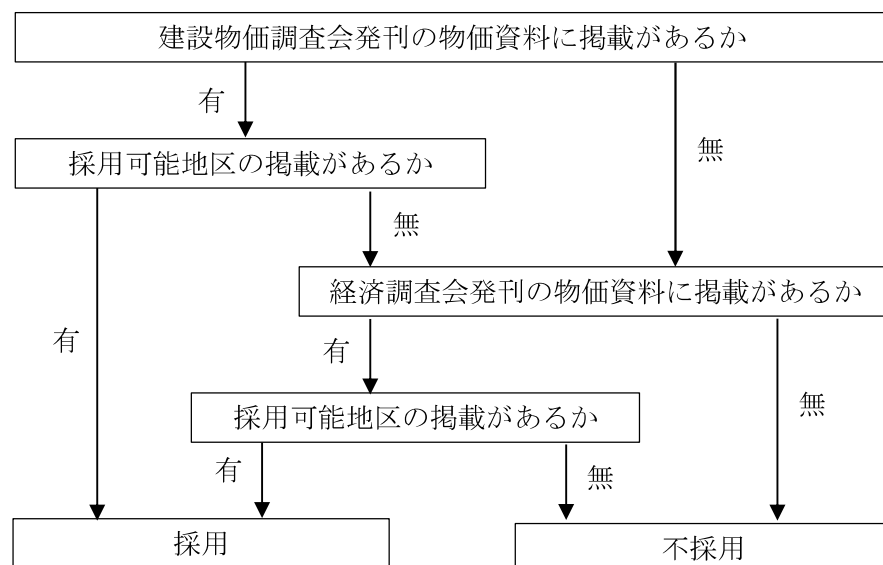 建設物価調査会発刊の物価資料に掲載があるか
有
無
採用可能地区の掲載があるか
無
経済調査会発刊の物価資料に掲載があるか
有
有
無
採用可能地区の掲載があるか
有
無
採用
不採用